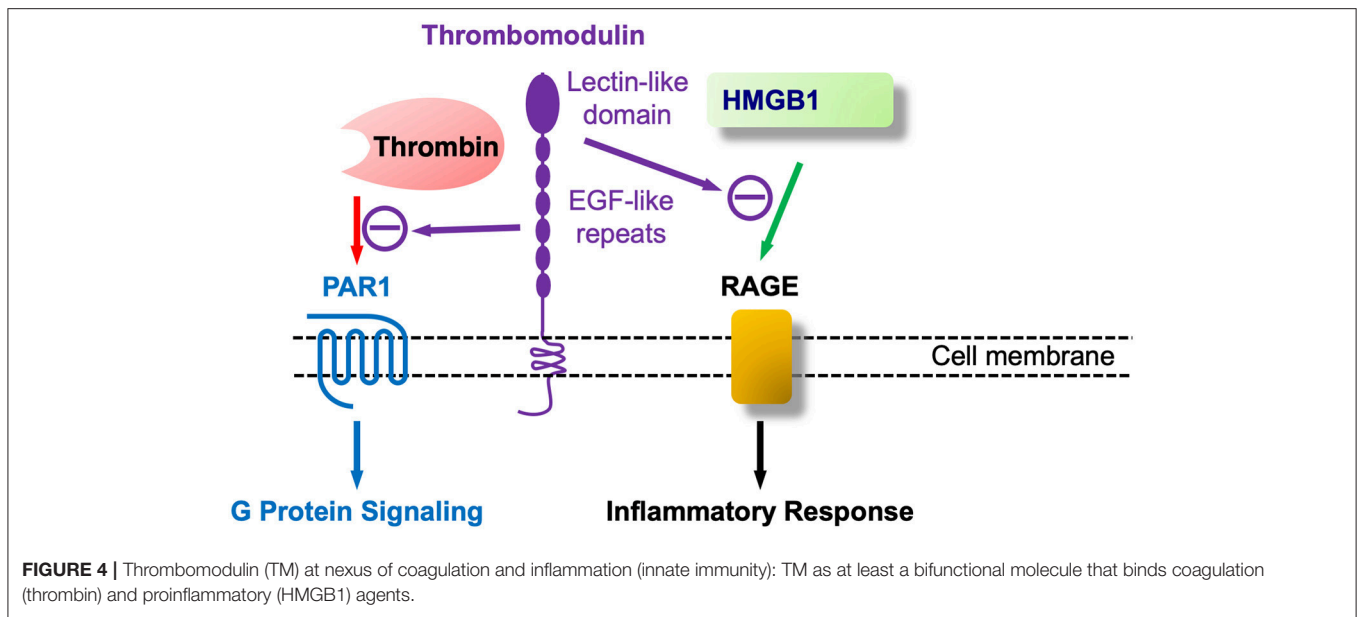 Thrombomodulin
Lectin-like
domain
HMGB1
Thrombin
EGF-like
repeats
PAR1
RAGE
Cell membrane
G Protein Signaling
Inflammatory Response
FIGURE 4 | Thrombomodulin (TM) at nexus of coagulation and inflammation (innate immunity): TM as at least a bifunctional molecule that binds coagulation
(thrombin) and proinflammatory (HMGB1) agents.